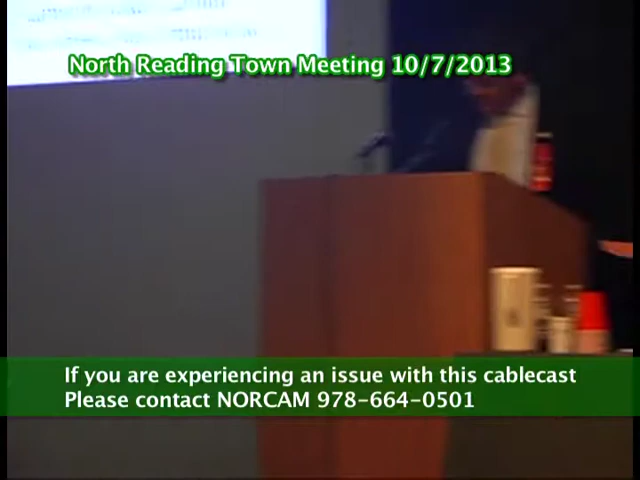 North Reading Town Meeting 10/7/2013
If you are experiencing an issue with this cablecast
Please contact NORCAM 978-664-0501